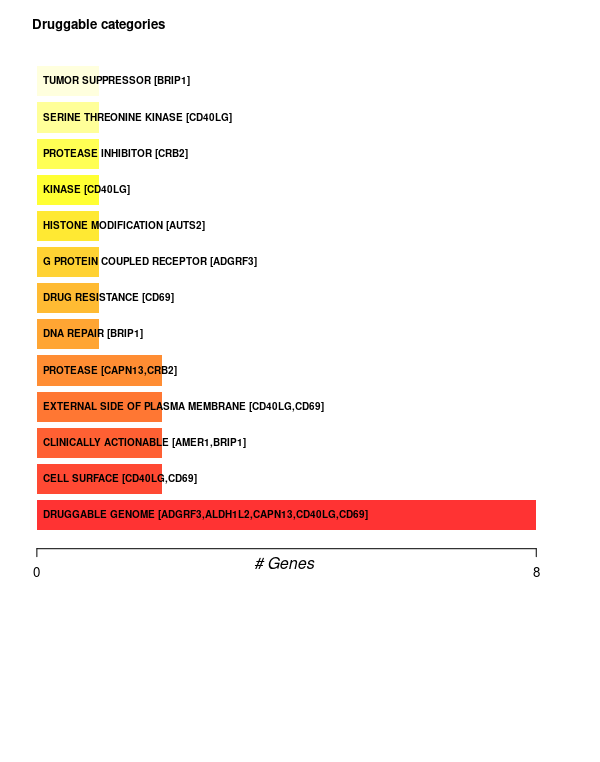 Druggable categories
TUMOR SUPPRESSOR [BRIP1]
SERINE THREONINE KINASE [CD40LG]
PROTEASE INHIBITOR [CRB2]
KINASE [CD40LG]
HISTONE MODIFICATION [AUTS2]
G PROTEIN COUPLED RECEPTOR [ADGRF3]
DRUG RESISTANCE [CD69]
DNA REPAIR [BRIP1]
PROTEASE [CAPN13,CRB2]
EXTERNAL SIDE OF PLASMA MEMBRANE [CD40LG,CD69]
CLINICALLY ACTIONABLE [AMER1,BRIP1]
CELL SURFACE [CD40LG,CD69]
DRUGGABLE GENOME [ADGRF3,ALDH1L2,CAPN13,CD40LG,CD69]
# Genes
0 8